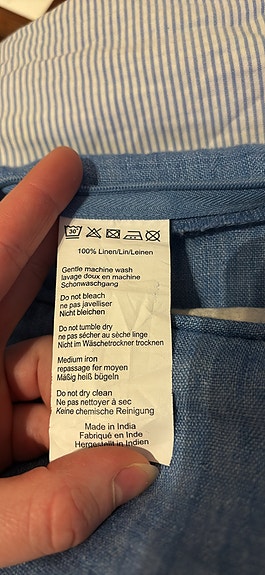 30°
100% Linen/Lin/Leinen
Gentle machine wash
lavage doux en machine
Schonwaschgang
Do not bleach
ne pas javelliser
Nicht bleichen
Do not tumble dry
ne pas sécher au sèche linge
Nicht im Wäschetrockner trocknen
Medium iron
repassage fer moyen
Mäßig heiß bügeln
Do not dry clean
Ne pas nettoyer à sec
Keine chemische Reinigung
Made in India
Fabriqué en Inde
Hergestellt in Indien